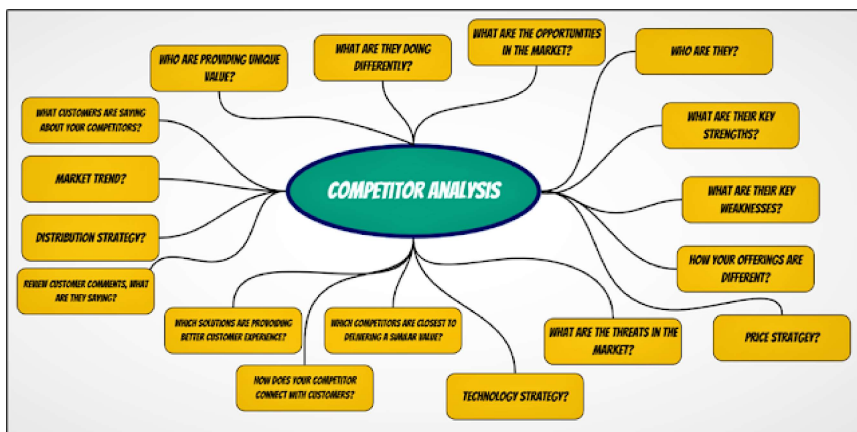 WHO ARE PROVIDING UNIQUE
VALUE?
WHAT ARE THEY DOING
DIFFERENTLY?
WHAT ARE THE OPPORTUNITIES
IN THE MARKET?
WHO ARE THEY?
WHAT CUSTOMERS ARE SAYING
ABOUT YOUR COMPETITORS?
WHAT ARE THEIR KEY
STRENGTHS?
MARKET TREND?
COMPETITOR ANALYSIS
WHAT ARE THEIR KEY
WEAKNESSES?
DISTRIBUTION STRATEGY?
HOW YOUR OFFERINGS ARE
DIFFERENT?
REVIEW CUSTOMER COMMENTS, WHAT
ARE THEY SAYING?
WHICH SOLUTIONS ARE PROVIDING
BETTER CUSTOMER EXPERIENCE?
WHICH COMPETITORS ARE CLOSEST TO
DELIVERING A SIMILAR VALUE?
WHAT ARE THE THREATS IN THE
MARKET?
PRICE STRATGEY?
HOW DOES YOUR COMPETITOR
CONNECT WITH CUSTOMERS?
TECHNOLOGY STRATEGY?